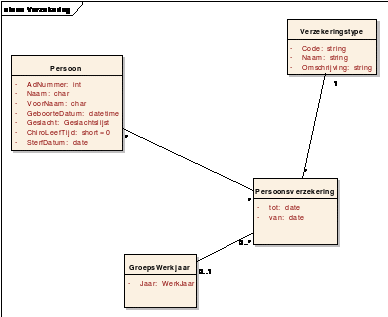 class Verzekering
Verzekeringstype
- Code: string
- Naam: string
- Omschrijving: string
Persoon
- AdNummer: int
- Naam: char
- VoorNaam: char
- GeboorteDatum: datetime
- Geslacht: Geslachtslijst
- ChiroLeefTijd: short = 0
- SterfDatum: date
1
*
*
*
Persoonsverzekering
- tot: date
- van: date
0..*
0..1
GroepsWerkjaar
- Jaar: WerkJaar